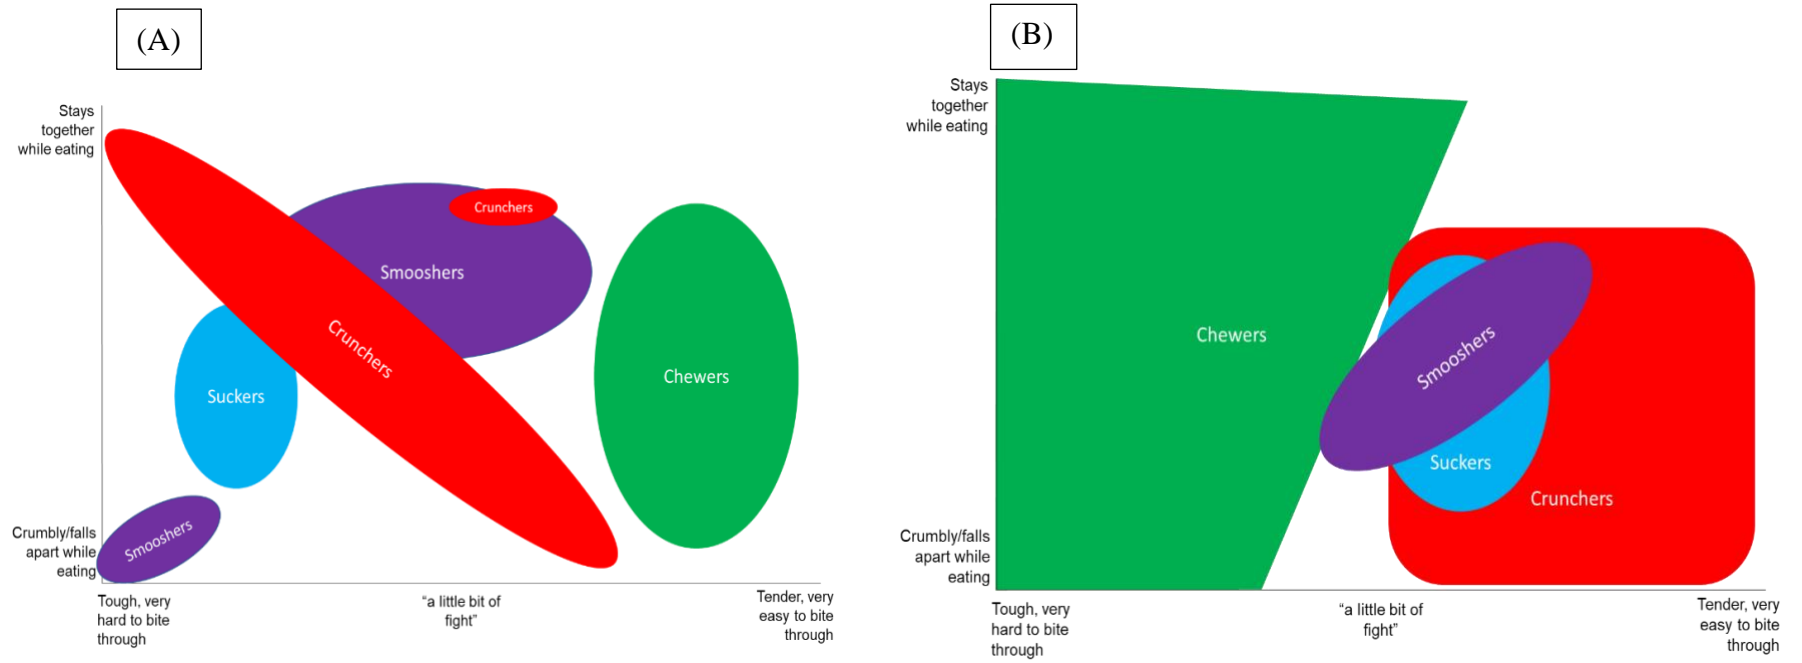 (A)
Stays
together
while eating
Crunchers
Smooshers
Crunchers
Suckers
Chewers
Smooshers
Crumbly/falls
apart while
eating
Tough, very
hard to bite
through
“a little bit of
fight”
Tender, very
easy to bite
through
(B)
Stays
together
while eating
Chewers
Smooshers
Suckers
Crunchers
Crumbly/falls
apart while
eating
Tough, very
hard to bite
through
“a little bit of
fight”
Tender, very
easy to bite
through